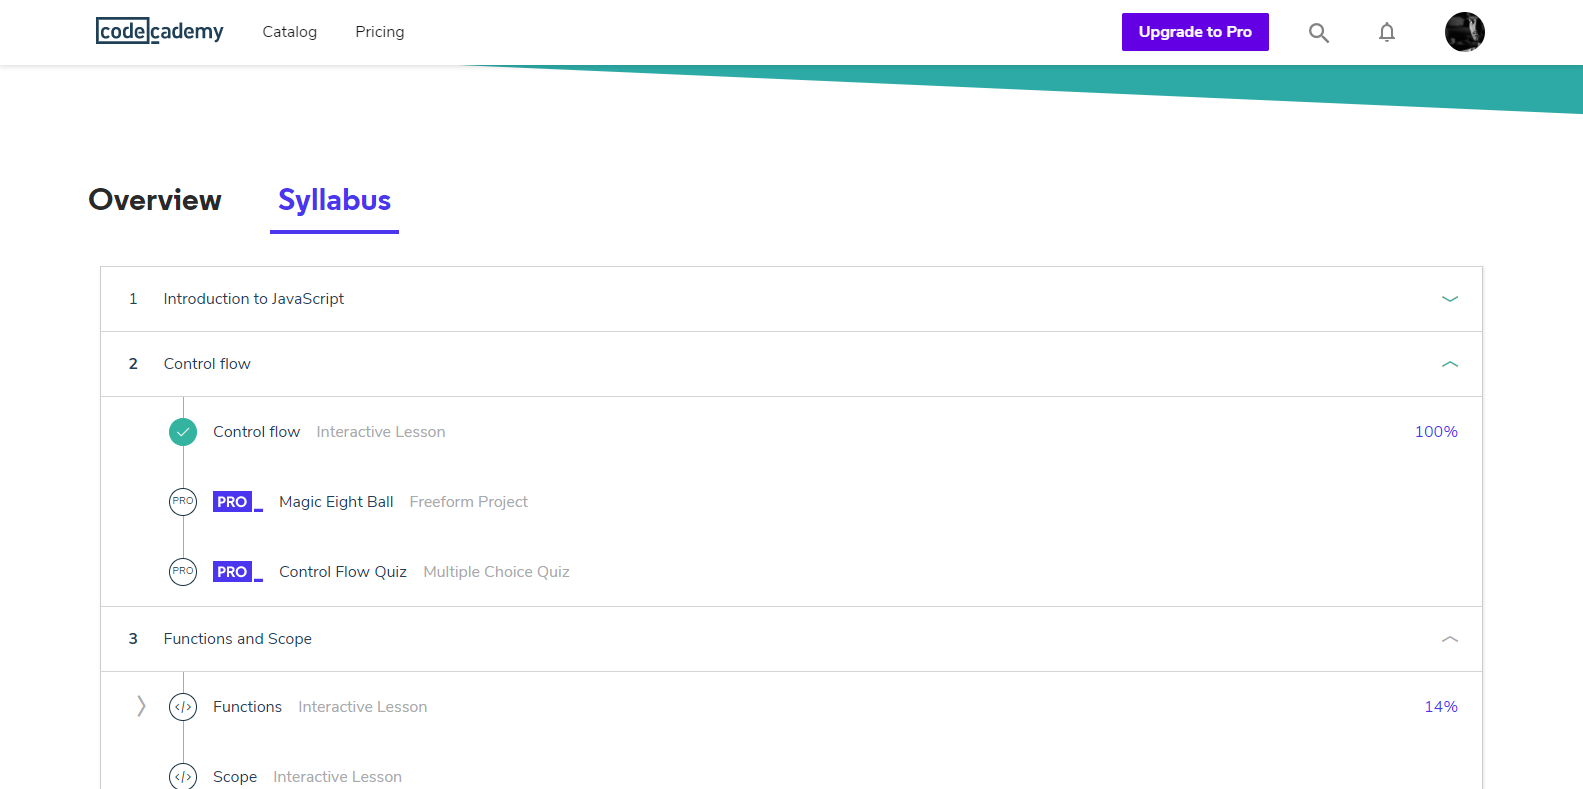 codecademy Catalog Pricing Upgrade to Pro
Overview Syllabus
1 Introduction to JavaScript
2 Control flow
Control flow Interactive Lesson 100%
PRO PRO_ Magic Eight Ball Freeform Project
PRO PRO_ Control Flow Quiz Multiple Choice Quiz
3 Functions and Scope
</> Functions Interactive Lesson 14%
</> Scope Interactive Lesson